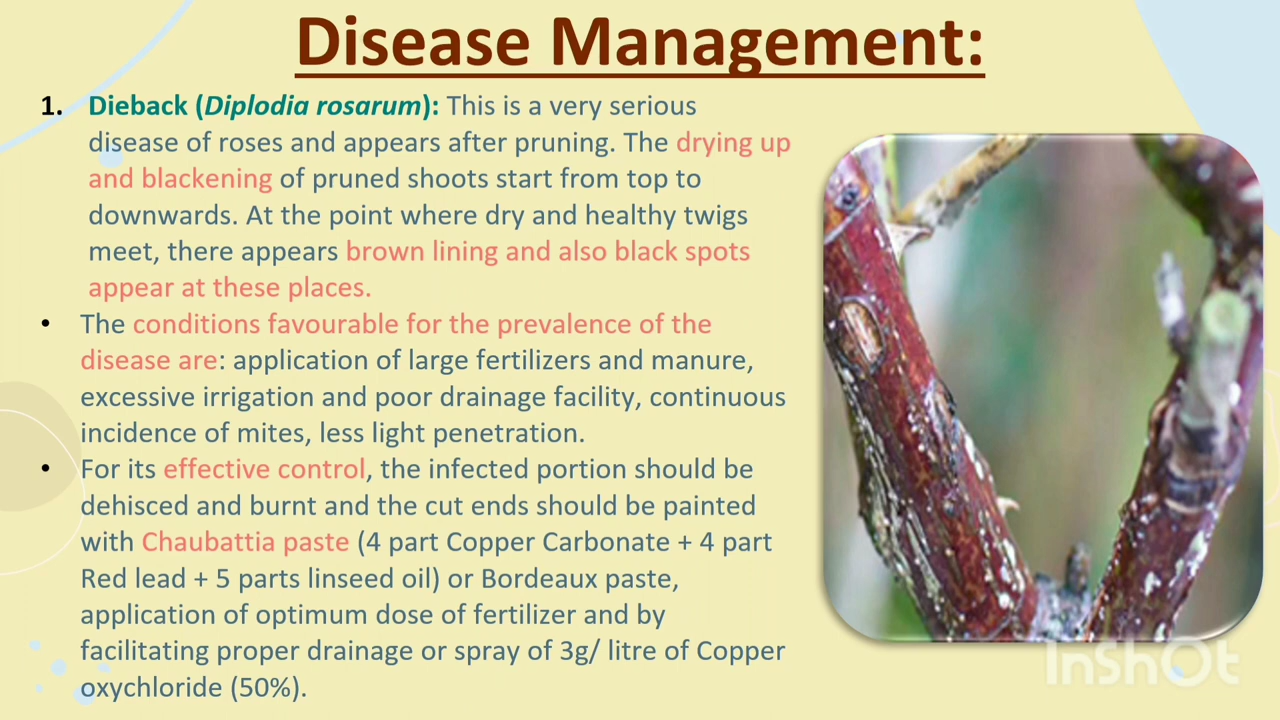 Disease Management:
1. Dieback (Diplodia rosarum): This is a very serious
disease of roses and appears after pruning. The drying up
and blackening of pruned shoots start from top to
downwards. At the point where dry and healthy twigs
meet, there appears brown lining and also black spots
appear at these places.
• The conditions favourable for the prevalence of the
disease are: application of large fertilizers and manure,
excessive irrigation and poor drainage facility, continuous
incidence of mites, less light penetration.
• For its effective control, the infected portion should be
dehisced and burnt and the cut ends should be painted
with Chaubattia paste (4 part Copper Carbonate + 4 part
Red lead + 5 parts linseed oil) or Bordeaux paste,
application of optimum dose of fertilizer and by
facilitating proper drainage or spray of 3g/ litre of Copper
oxychloride (50%).
InShOt